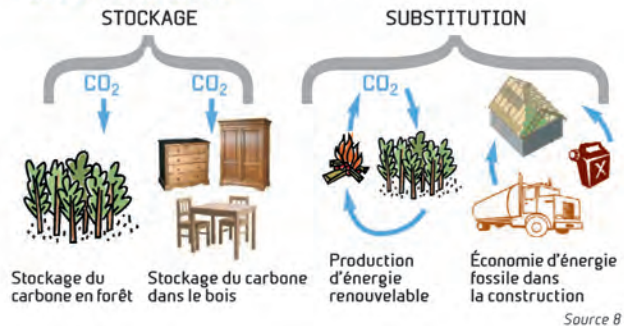 STOCKAGE
SUBSTITUTION
CO2
CO2
CO2
X
Stockage du
carbone en forêt
Stockage du carbone
dans le bois
Production
d'énergie
renouvelable
Économie d'énergie
fossile dans
la construction
Source 8